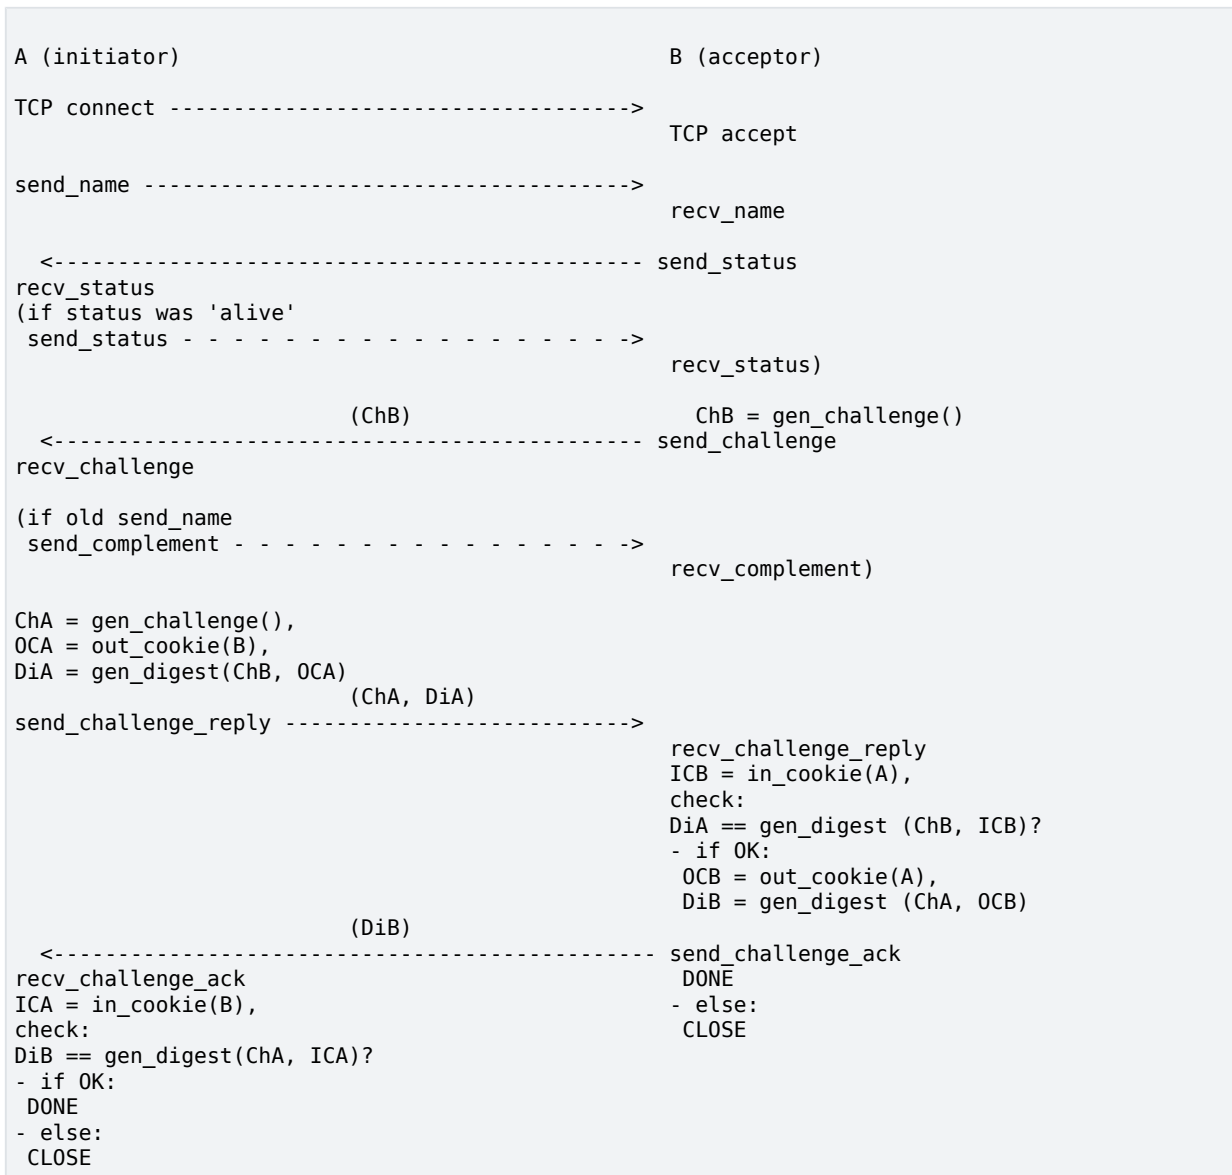 A (initiator)                                      B (acceptor)
TCP connect ------------------------------------>
                                                   TCP accept
send_name -------------------------------------->
                                                   recv_name
  <---------------------------------------------- send_status
recv_status
(if status was 'alive'
 send_status - - - - - - - - - - - - - - - - - ->
                                                   recv_status)
                          (ChB)                      ChB = gen_challenge()
  <---------------------------------------------- send_challenge
recv_challenge
(if old send_name
 send_complement - - - - - - - - - - - - - - - ->
                                                   recv_complement)
ChA = gen_challenge(),
OCA = out_cookie(B),
DiA = gen_digest(ChB, OCA)
                          (ChA, DiA)
send_challenge_reply --------------------------->
                                                   recv_challenge_reply
                                                   ICB = in_cookie(A),
                                                   check:
                                                   DiA == gen_digest (ChB, ICB)?
                                                   - if OK:
                                                    OCB = out_cookie(A),
                                                    DiB = gen_digest (ChA, OCB)
                          (DiB)
  <----------------------------------------------- send_challenge_ack
recv_challenge_ack                                  DONE
ICA = in_cookie(B),                                - else:
check:                                              CLOSE
DiB == gen_digest(ChA, ICA)?
- if OK:
 DONE
- else:
 CLOSE